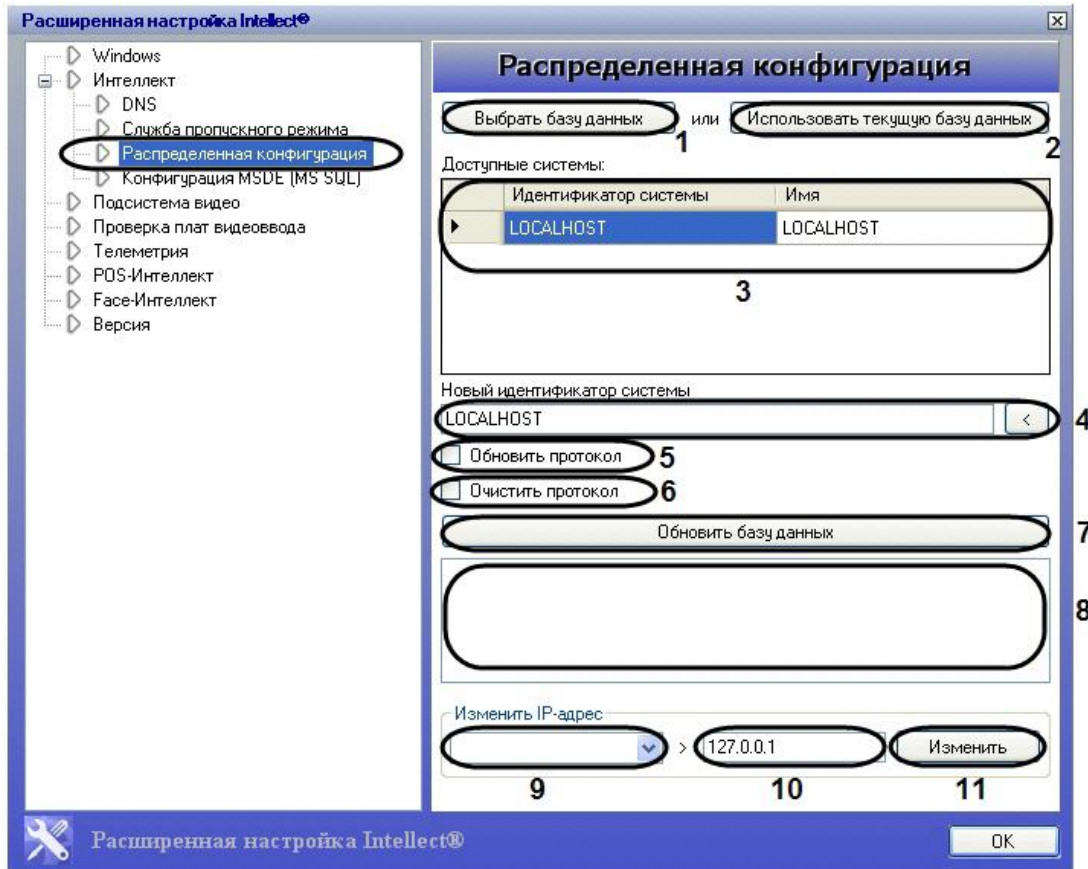 Расширенная настройка Intellect®
Windows
Интеллект
DNS
Служба пропускного режима
Распределенная конфигурация
Конфигурация MSDE (MS SQL)
Подсистема видео
Проверка плат видеоввода
Телеметрия
POS-Интеллект
Face-Интеллект
Версия
Распределенная конфигурация
Выбрать базу данных или Использовать текущую базу данных
1 2
Доступные системы:
Идентификатор системы Имя
LOCALHOST LOCALHOST
3
Новый идентификатор системы
LOCALHOST < 4
Обновить протокол 5
Очистить протокол 6
Обновить базу данных 7
8
Изменить IP-адрес
> 127.0.0.1 Изменить
9 10 11
Расширенная настройка Intellect®
OK